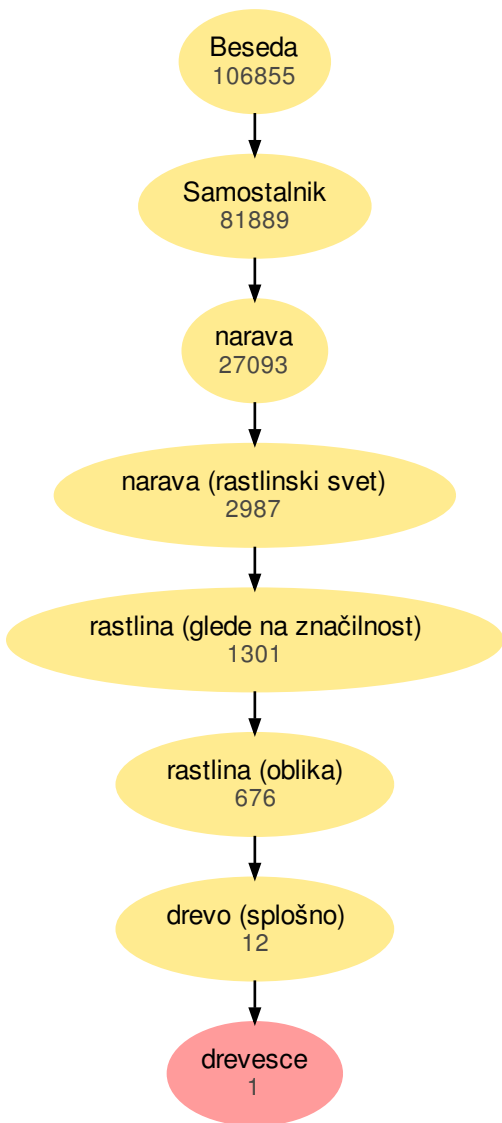 Beseda
106855
Samostalnik
81889
narava
27093
narava (rastlinski svet)
2987
rastlina (glede na značilnost)
1301
rastlina (oblika)
676
drevo (splošno)
12
drevesce
1